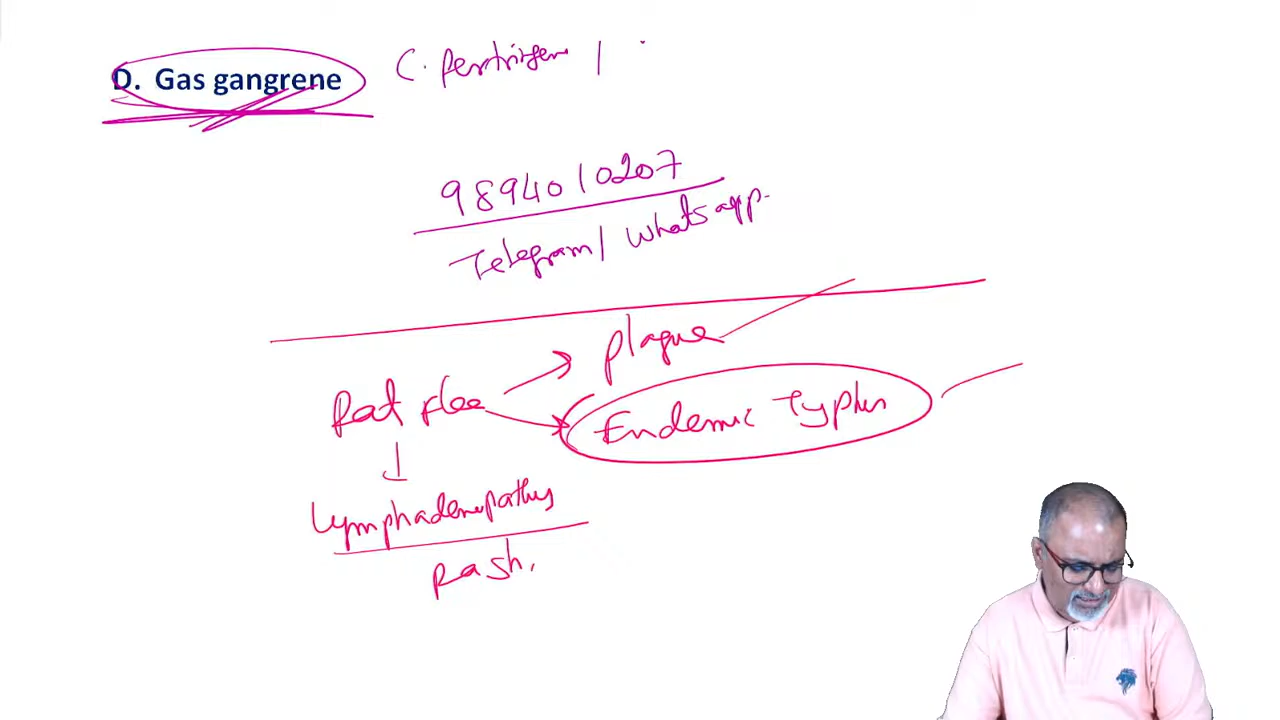 D. Gas gangrene C. Perfringens /
9894010207
Telegram / Whatsapp.
plague
Rat flea
Endemic Typhus
Lymphadenopathy
Rash.